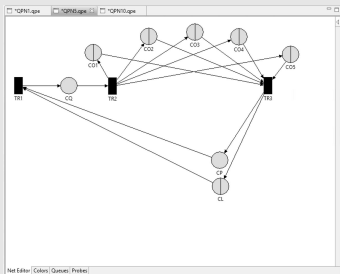 *QPN1.qpe *QPN5.qpe *QPN10.qpe
CO1 CO2 CO3 CO4 CO5
TR1 CQ TR2 TR3
CP
CL
Net Editor Colors Queues Probes